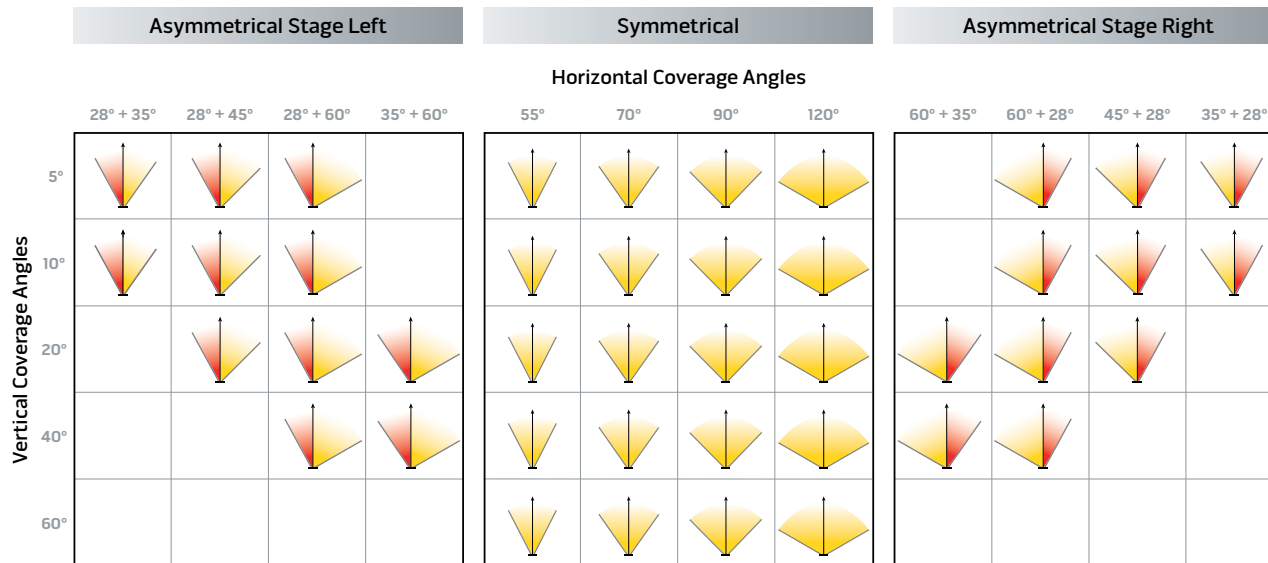 Asymmetrical Stage Left
Symmetrical
Asymmetrical Stage Right
Horizontal Coverage Angles
28° + 35°
28° + 45°
28° + 60°
35° + 60°
55°
70°
90°
120°
60° + 35°
60° + 28°
45° + 28°
35° + 28°
Vertical Coverage Angles
5°
10°
20°
40°
60°